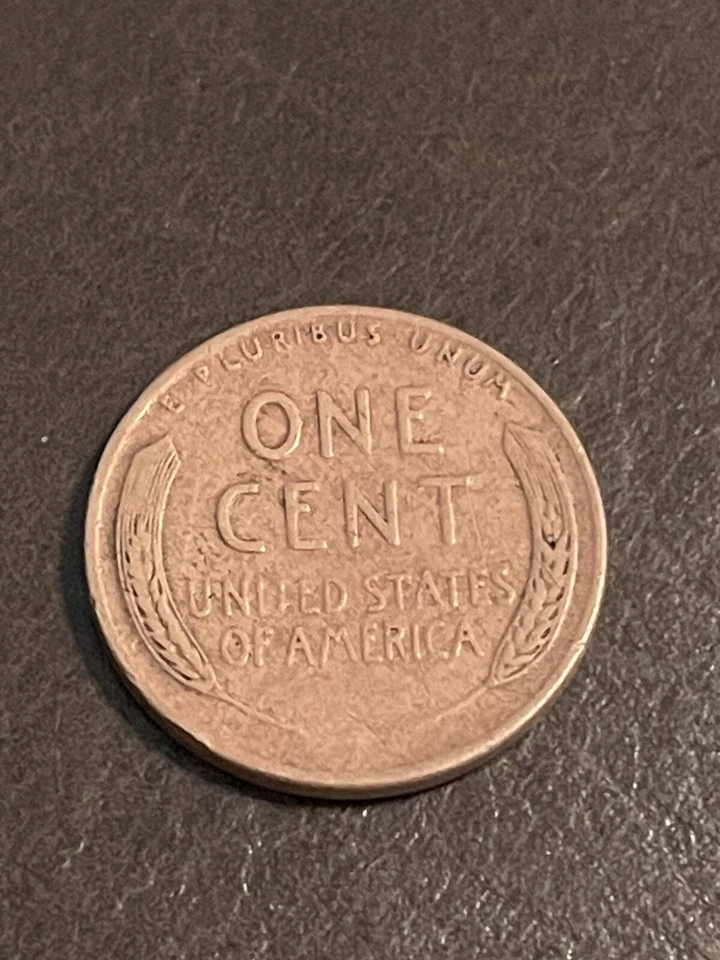 E PLURIBUS UNUM
ONE
CENT
UNITED STATES
OF AMERICA